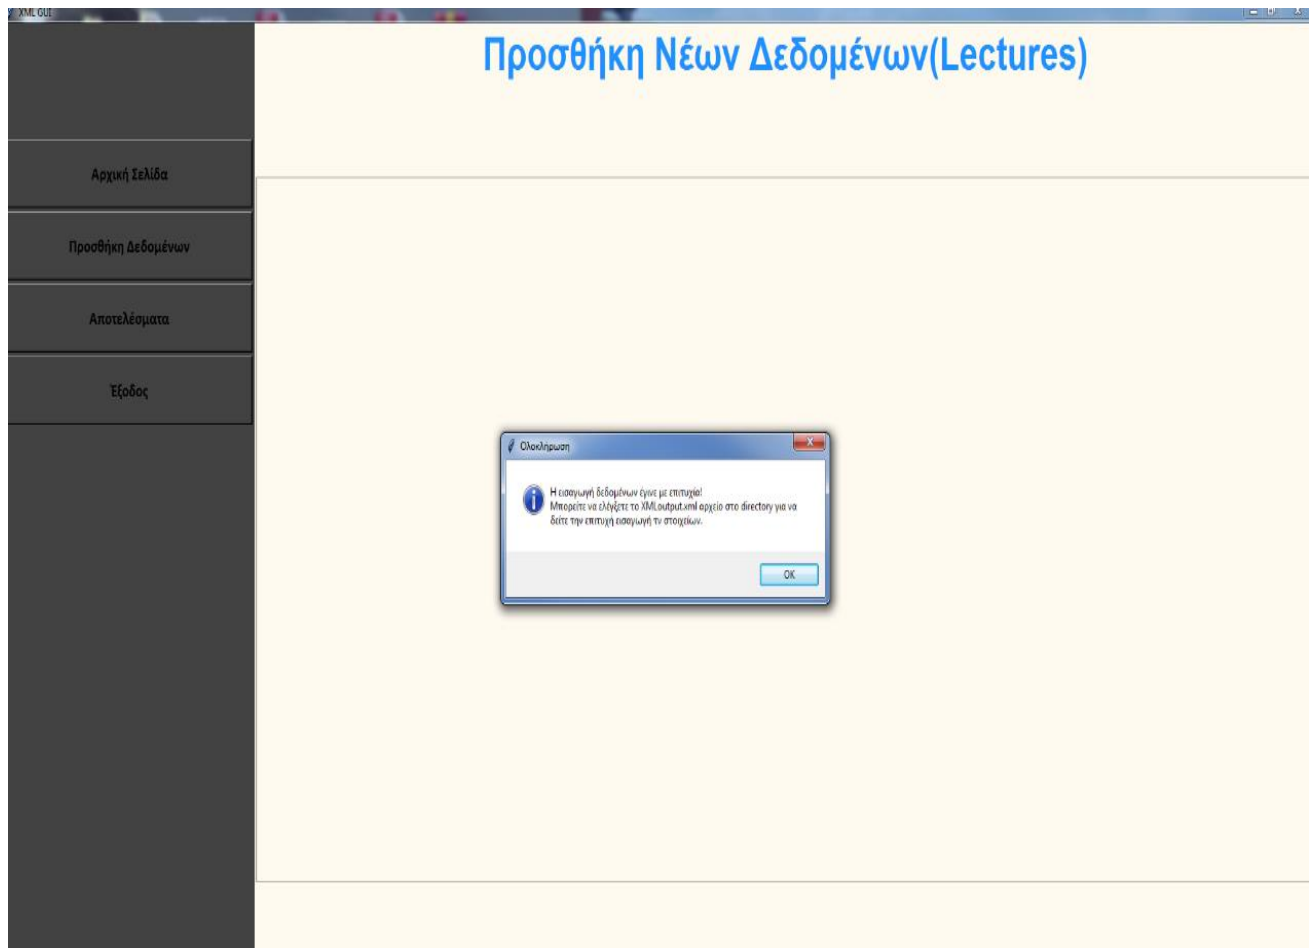 XML GUI
Προσθήκη Νέων Δεδομένων(Lectures)
Αρχική Σελίδα
Προσθήκη Δεδομένων
Αποτελέσματα
Έξοδος
Ολοκλήρωση
Η εισαγωγή δεδομένων έγινε με επιτυχία!
Μπορείτε να ελέγξετε το XMLoutput.xml αρχείο στο directory για να
δείτε την επιτυχή εισαγωγή τν στοιχείων.
OK